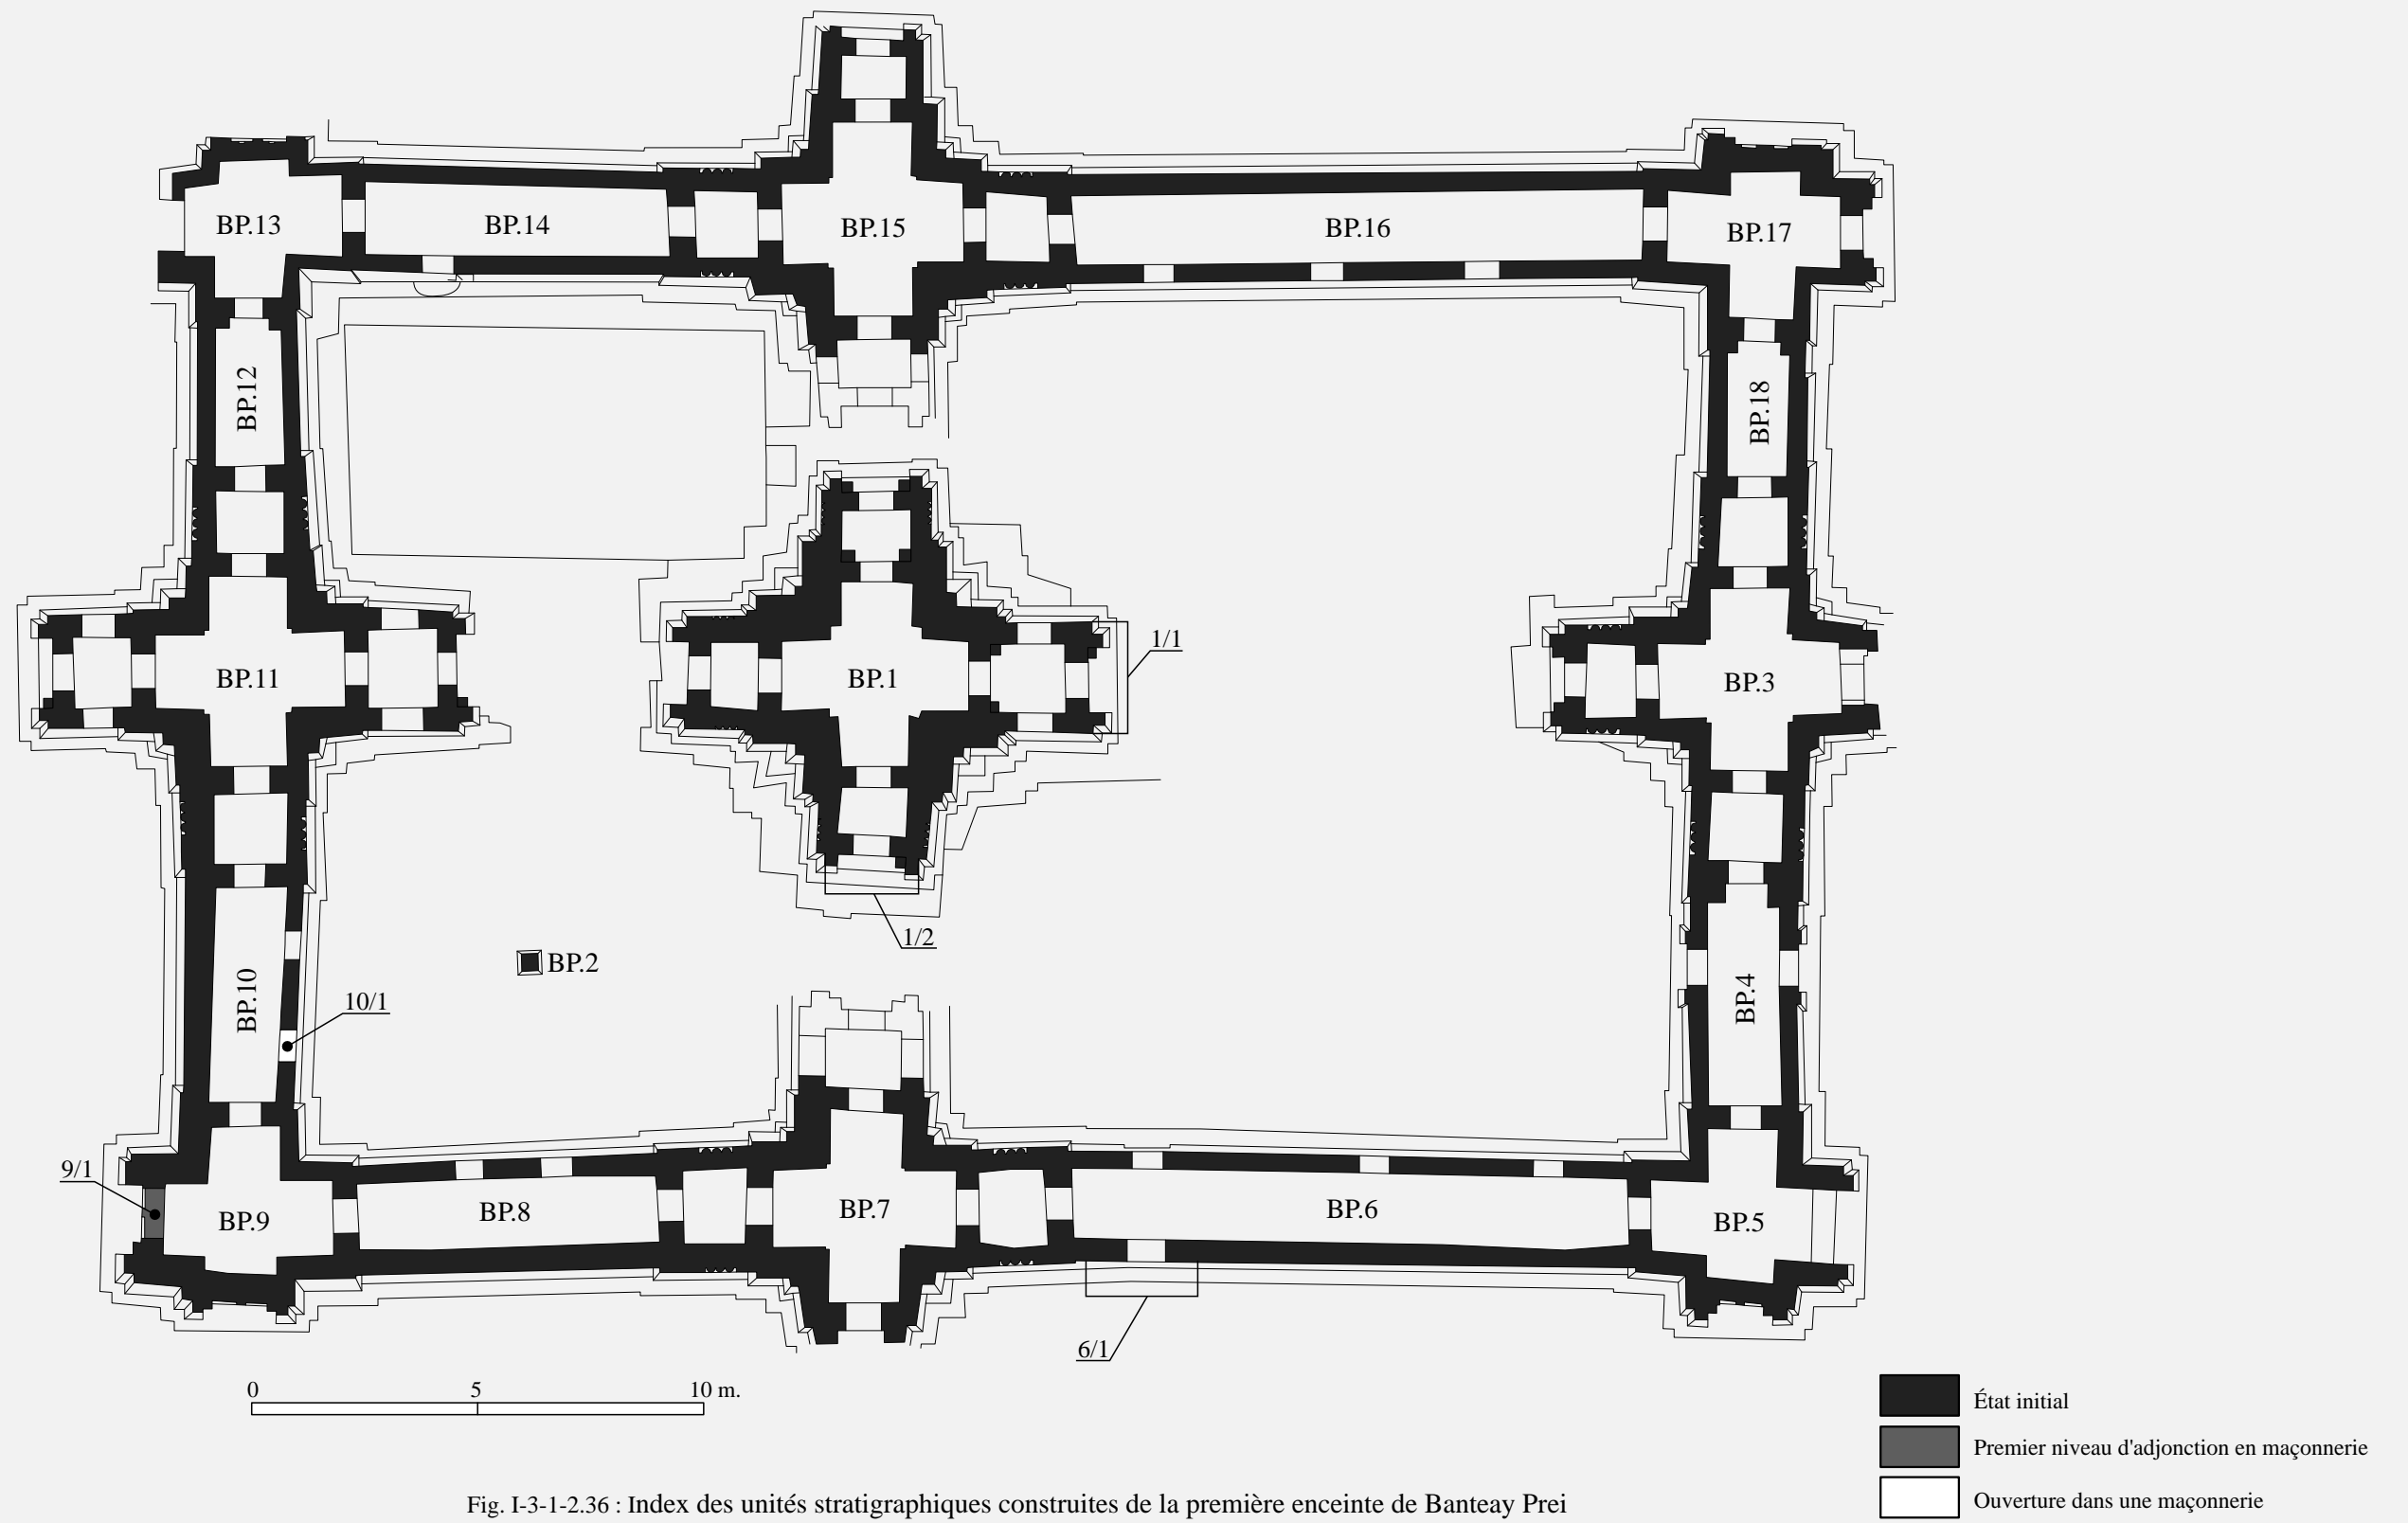 BP.13
BP.14
BP.15
BP.16
BP.17
BP.12
BP.18
BP.11
BP.1
1/1
BP.3
1/2
BP.2
BP.10
10/1
BP.4
9/1
BP.9
BP.8
BP.7
BP.6
BP.5
6/1
0 5 10 m.
État initial
Premier niveau d'adjonction en maçonnerie
Ouverture dans une maçonnerie
Fig. I-3-1-2.36 : Index des unités stratigraphiques construites de la première enceinte de Banteay Prei